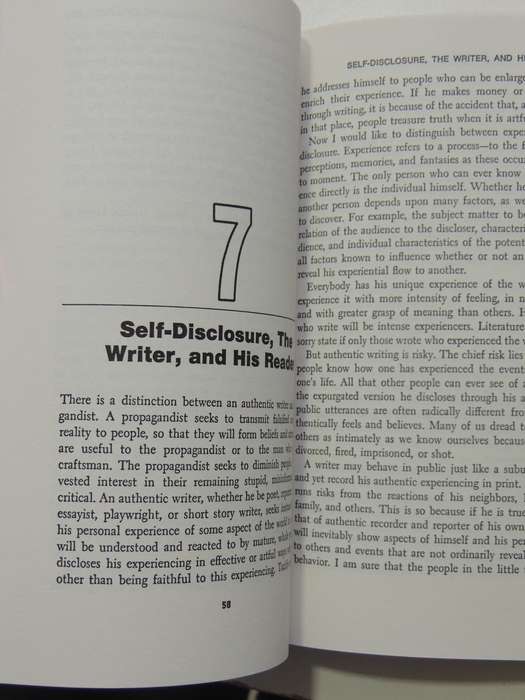 7
Self-Disclosure, The
Writer, and His Reader
There is a distinction between an authentic writer
gandist. A propagandist seeks to transmit falsified
reality to people, so that they will form beliefs and
are useful to the propagandist or to the man who
craftsman. The propagandist seeks to diminish people
vested interest in their remaining stupid,
critical. An authentic writer, whether he be poet,
essayist, playwright, or short story writer, seeks
his personal experience of some aspect of the world
will be understood and reacted to by mature,
discloses his experiencing in effective or artful ways
other than being faithful to this experiencing.
58
SELF-DISCLOSURE, THE WRITER, AND
he addresses himself to people who can be
enrich their experience. If he makes money or
through writing, it is because of the accident that,
in that place, people treasure truth when it is
Now I would like to distinguish between
disclosure. Experience refers to a process—to the
perceptions, memories, and fantasies as these
to moment. The only person who can ever know
ence directly is the individual himself. Whether he
another person depends upon many factors, as
to discover. For example, the subject matter to be
relation of the audience to the discloser,
dience, and individual characteristics of the
all factors known to influence whether or not an
reveal his experiential flow to another.
Everybody has his unique experience of the
experience it with more intensity of feeling, in
and with greater grasp of meaning than others.
who write will be intense experiencers. Literature
sorry state if only those wrote who experienced the
But authentic writing is risky. The chief risk lies
people know how one has experienced the
one's life. All that other people can ever see of
the expurgated version he discloses through his
public utterances are often radically different
thentically feels and believes. Many of us dread
others as intimately as we know ourselves
divorced, fired, imprisoned, or shot.
A writer may behave in public just like a
and yet record his authentic experiencing in print.
runs risks from the reactions of his neighbors,
family, and others. This is so because if he is
that of authentic recorder and reporter of his own
will inevitably show aspects of himself and his
to others and events that are not ordinarily
behavior. I am sure that the people in the little